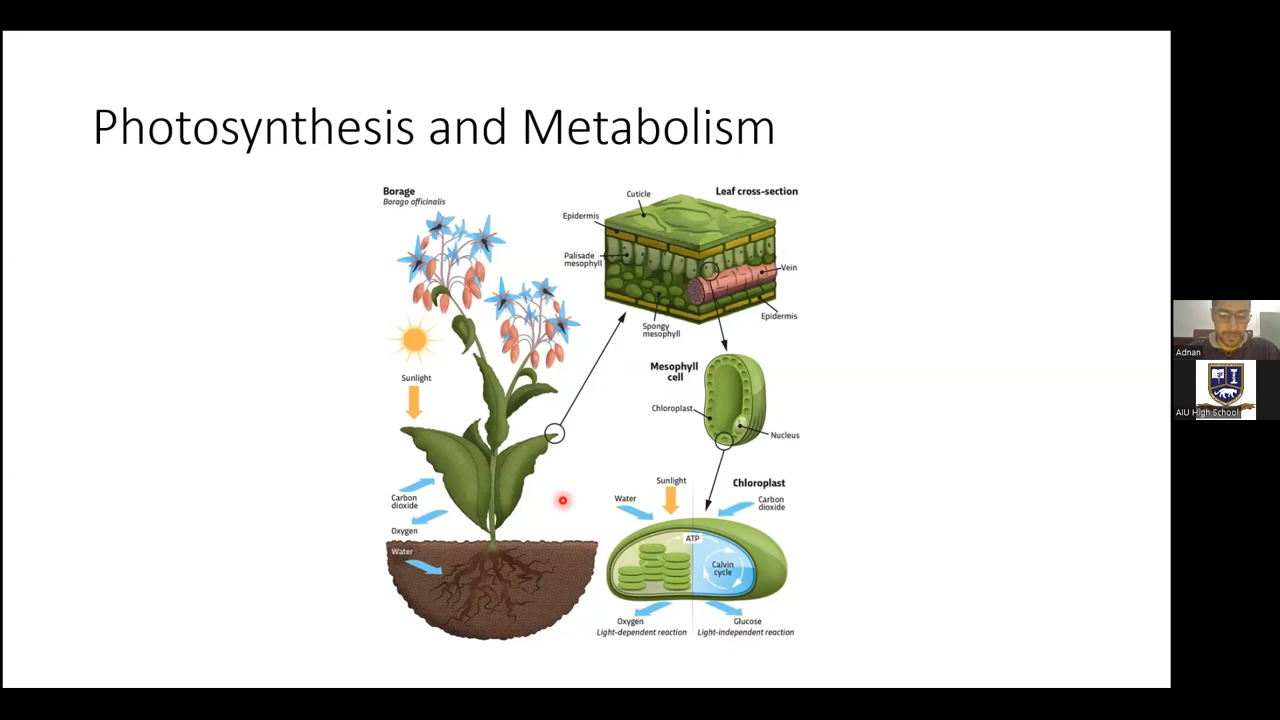 Photosynthesis and Metabolism
Borage
Borago officinalis
Cuticle
Leaf cross-section
Epidermis
Palisade
mesophyll
Vein
Epidermis
Spongy
mesophyll
Sunlight
Mesophyll
cell
Chloroplast
Nucleus
Carbon
dioxide
Oxygen
Water
Sunlight
Chloroplast
Water
Carbon
dioxide
ATP
Calvin
cycle
Oxygen
Light-dependent reaction
Glucose
Light-independent reaction
Adnan
AIU High School